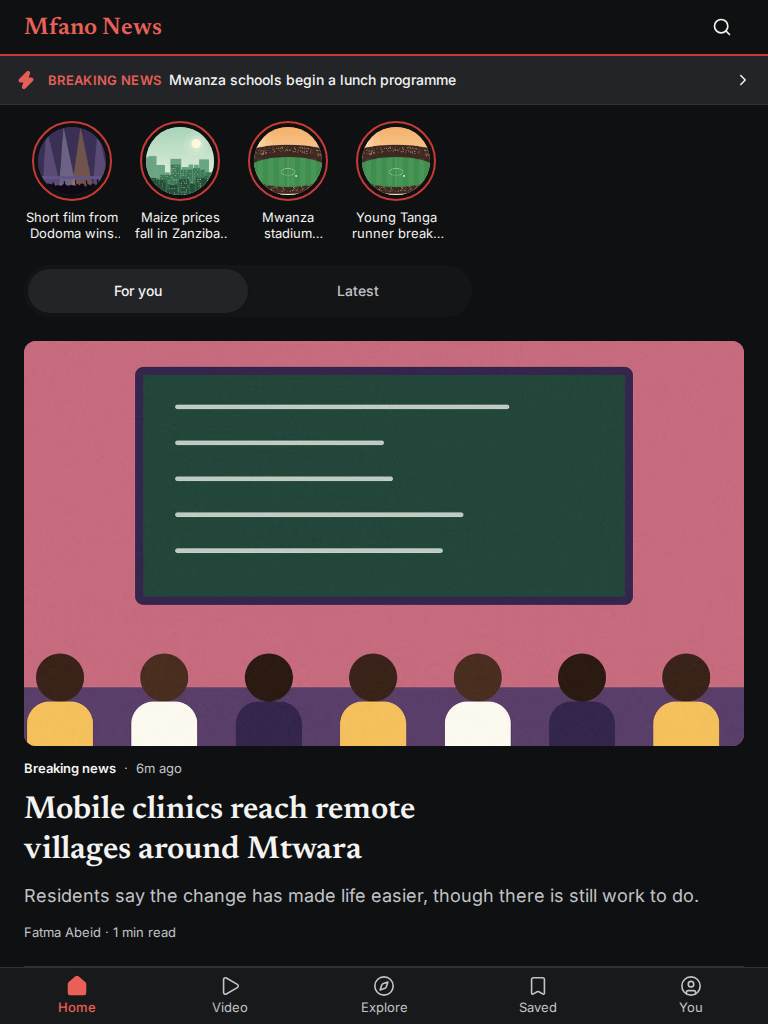 Mfano News
BREAKING NEWS Mwanza schools begin a lunch programme
Short film from
Dodoma wins..
Maize prices
fall in Zanziba..
Mwanza
stadium...
Young Tanga
runner break...
For you
Latest
Breaking news · 6m ago
Mobile clinics reach remote
villages around Mtwara
Residents say the change has made life easier, though there is still work to do.
Fatma Abeid · 1 min read
Home
Video
Explore
Saved
You